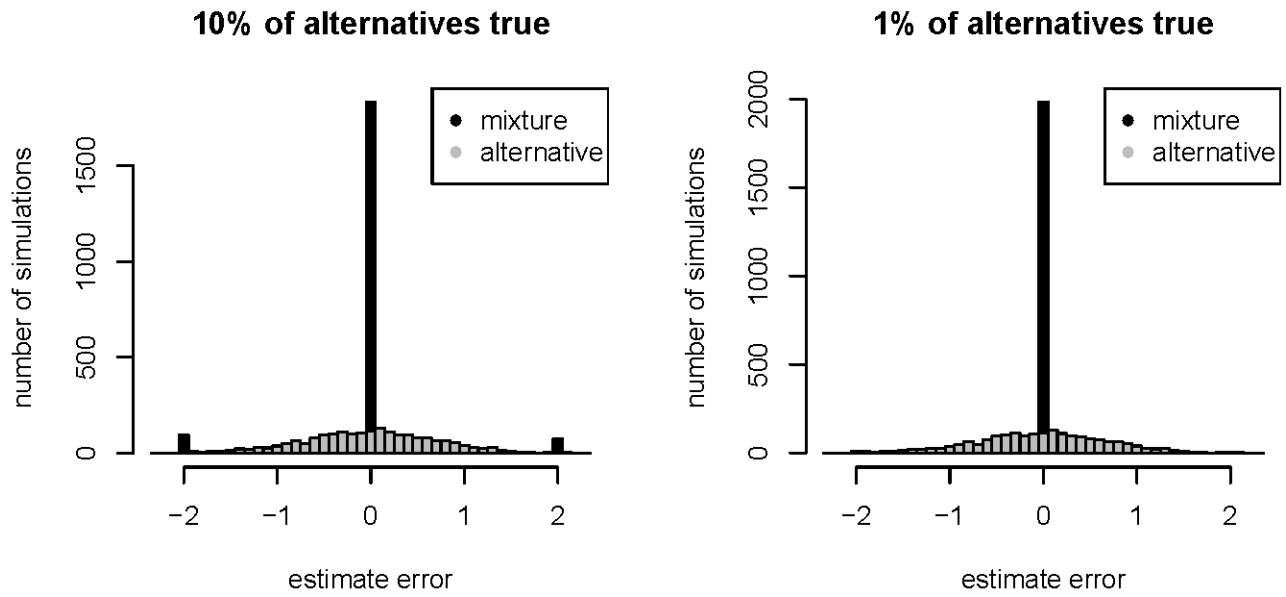 10% of alternatives true
number of simulations
1500
1000
500
0
mixture
alternative
−2
−1
0
1
2
estimate error
1% of alternatives true
number of simulations
2000
1500
1000
500
0
mixture
alternative
−2
−1
0
1
2
estimate error